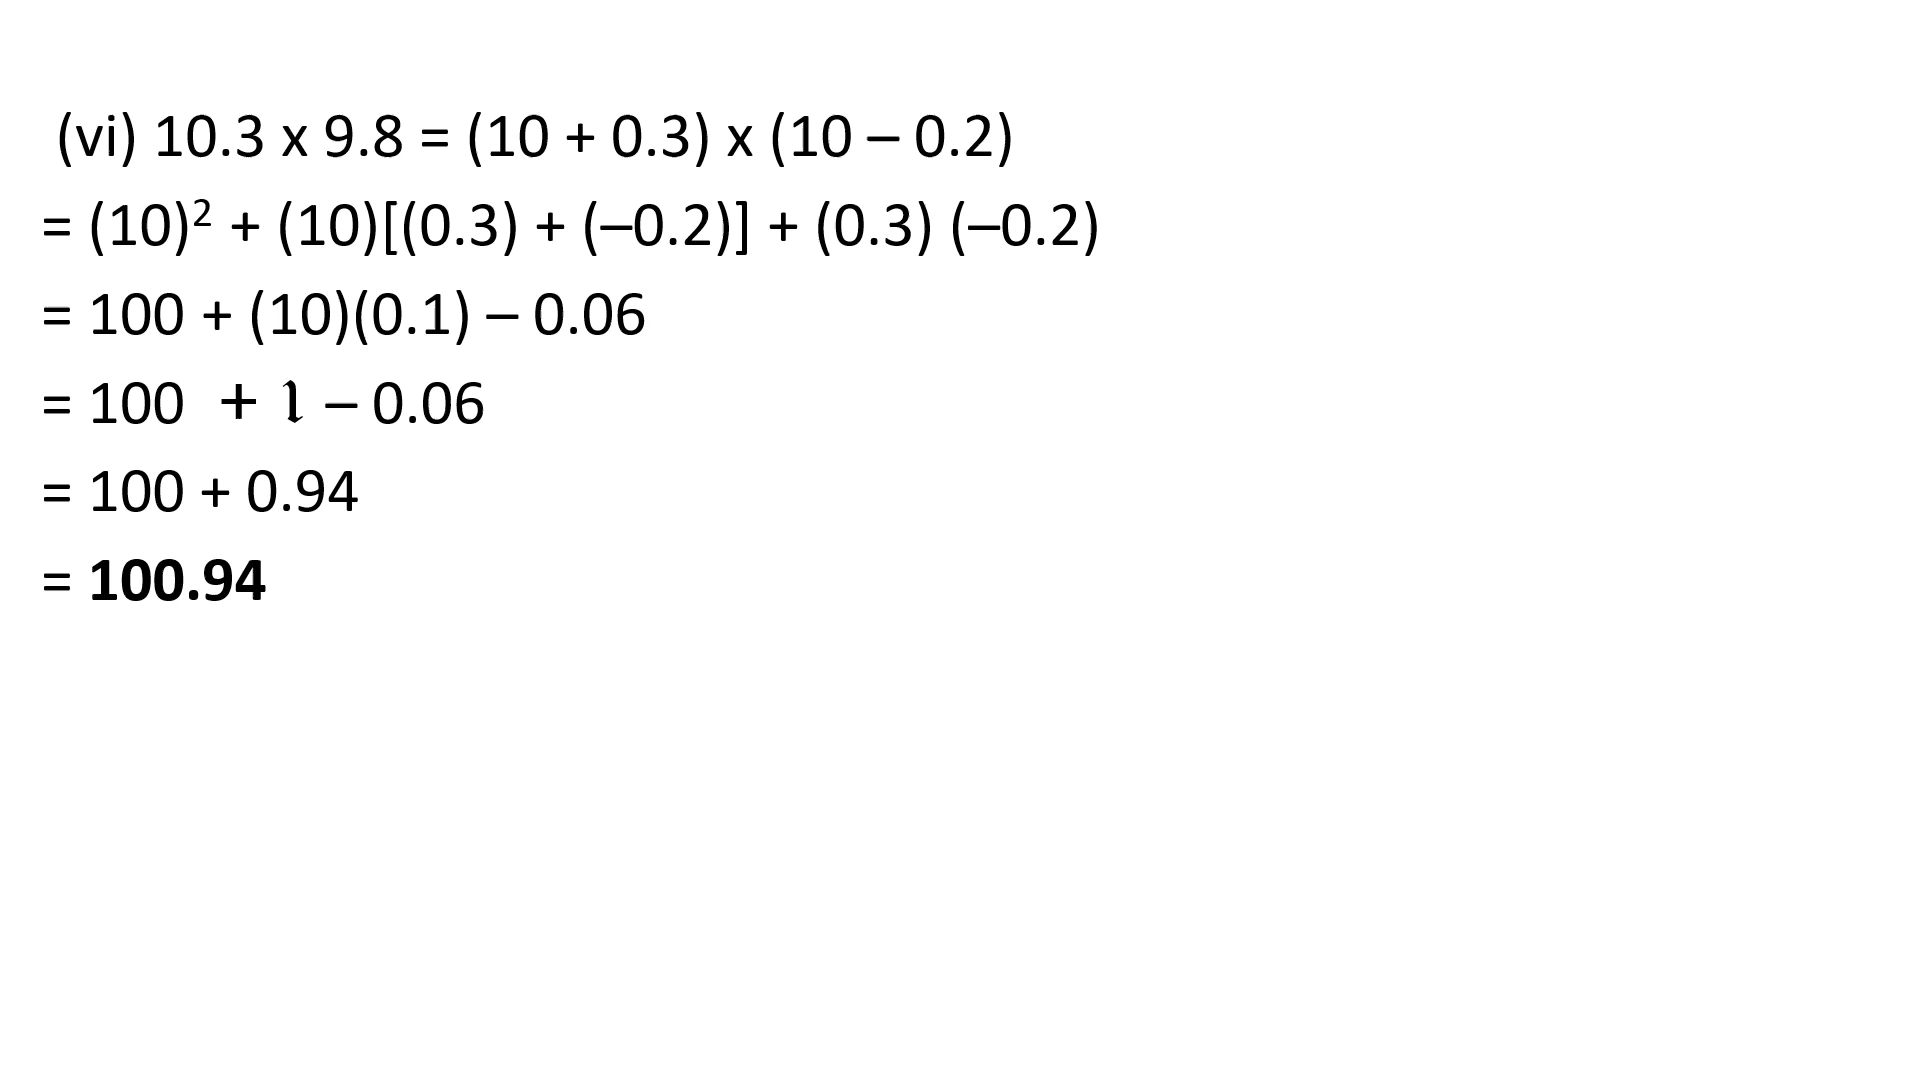 (vi) 10.3 x 9.8 = (10 + 0.3) x (10 – 0.2)
= (10)² + (10)[(0.3) + (–0.2)] + (0.3) (–0.2)
= 100 + (10)(0.1) – 0.06
= 100 + 1 – 0.06
= 100 + 0.94
= 100.94